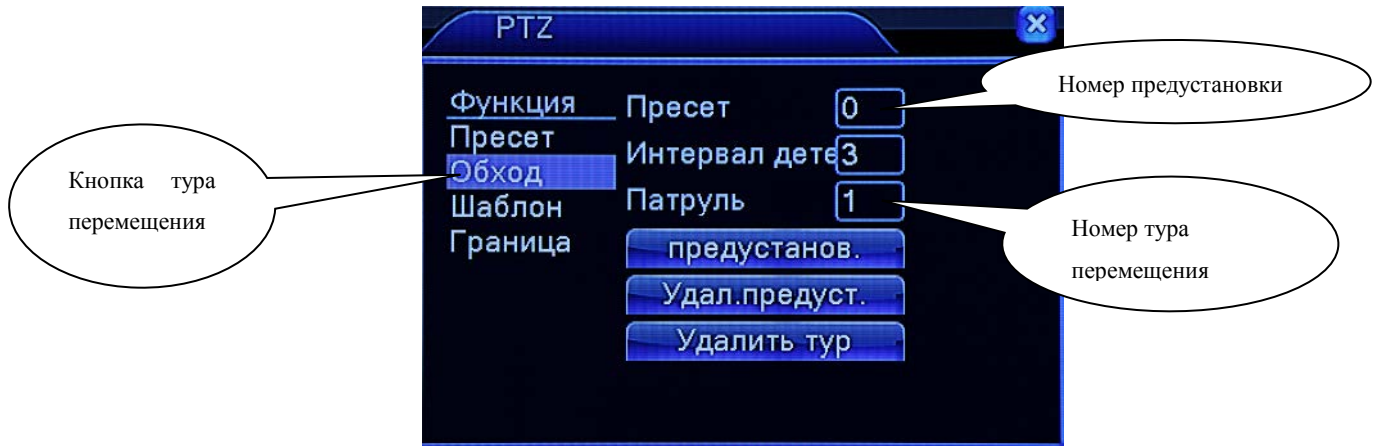 PTZ
Номер предустановки
Функция
Пресет 0
Пресет
Интервал дете 3
Обход
Кнопка тура
перемещения
Шаблон
Патруль 1
Номер тура
перемещения
Граница
предустанов.
Удал.предуст.
Удалить тур